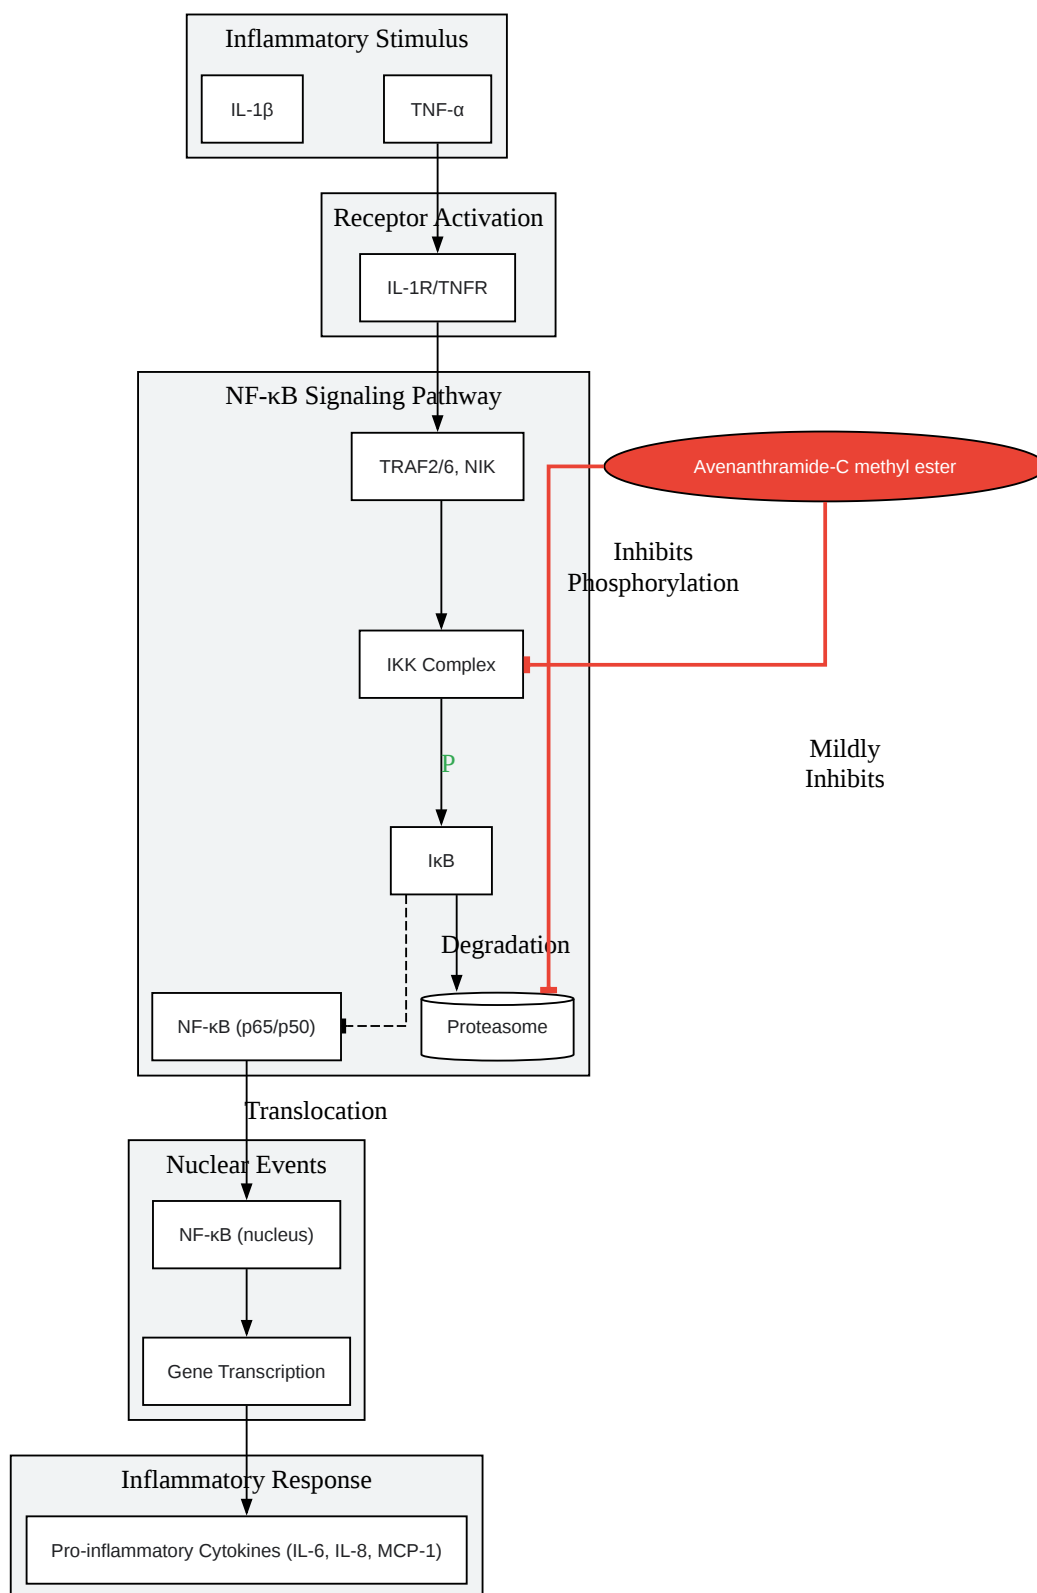 Inflammatory Stimulus
IL-1β
TNF-α
Receptor Activation
IL-1R/TNFR
NF-κB Signaling Pathway
TRAF2/6, NIK
Avenanthramide-C methyl ester
Inhibits
Phosphorylation
IKK Complex
Mildly
Inhibits
P
IκB
Degradation
NF-κB (p65/p50)
Proteasome
Translocation
Nuclear Events
NF-κB (nucleus)
Gene Transcription
Inflammatory Response
Pro-inflammatory Cytokines (IL-6, IL-8, MCP-1)